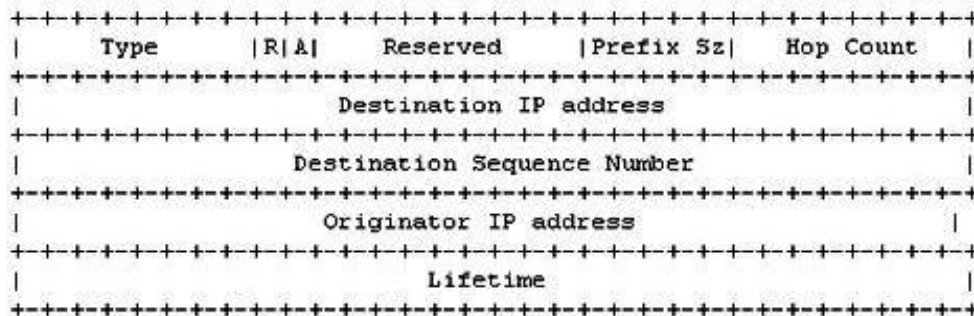 +-+-+-+-+-+-+-+-+-+-+-+-+-+-+-+-+-+-+-+-+-+-+-+-+-+-+-+-+-+-+-+-+
| Type |R|A| Reserved |Prefix Sz| Hop Count |
+-+-+-+-+-+-+-+-+-+-+-+-+-+-+-+-+-+-+-+-+-+-+-+-+-+-+-+-+-+-+-+-+
| Destination IP address |
+-+-+-+-+-+-+-+-+-+-+-+-+-+-+-+-+-+-+-+-+-+-+-+-+-+-+-+-+-+-+-+-+
| Destination Sequence Number |
+-+-+-+-+-+-+-+-+-+-+-+-+-+-+-+-+-+-+-+-+-+-+-+-+-+-+-+-+-+-+-+-+
| Originator IP address |
+-+-+-+-+-+-+-+-+-+-+-+-+-+-+-+-+-+-+-+-+-+-+-+-+-+-+-+-+-+-+-+-+
| Lifetime |
+-+-+-+-+-+-+-+-+-+-+-+-+-+-+-+-+-+-+-+-+-+-+-+-+-+-+-+-+-+-+-+-+